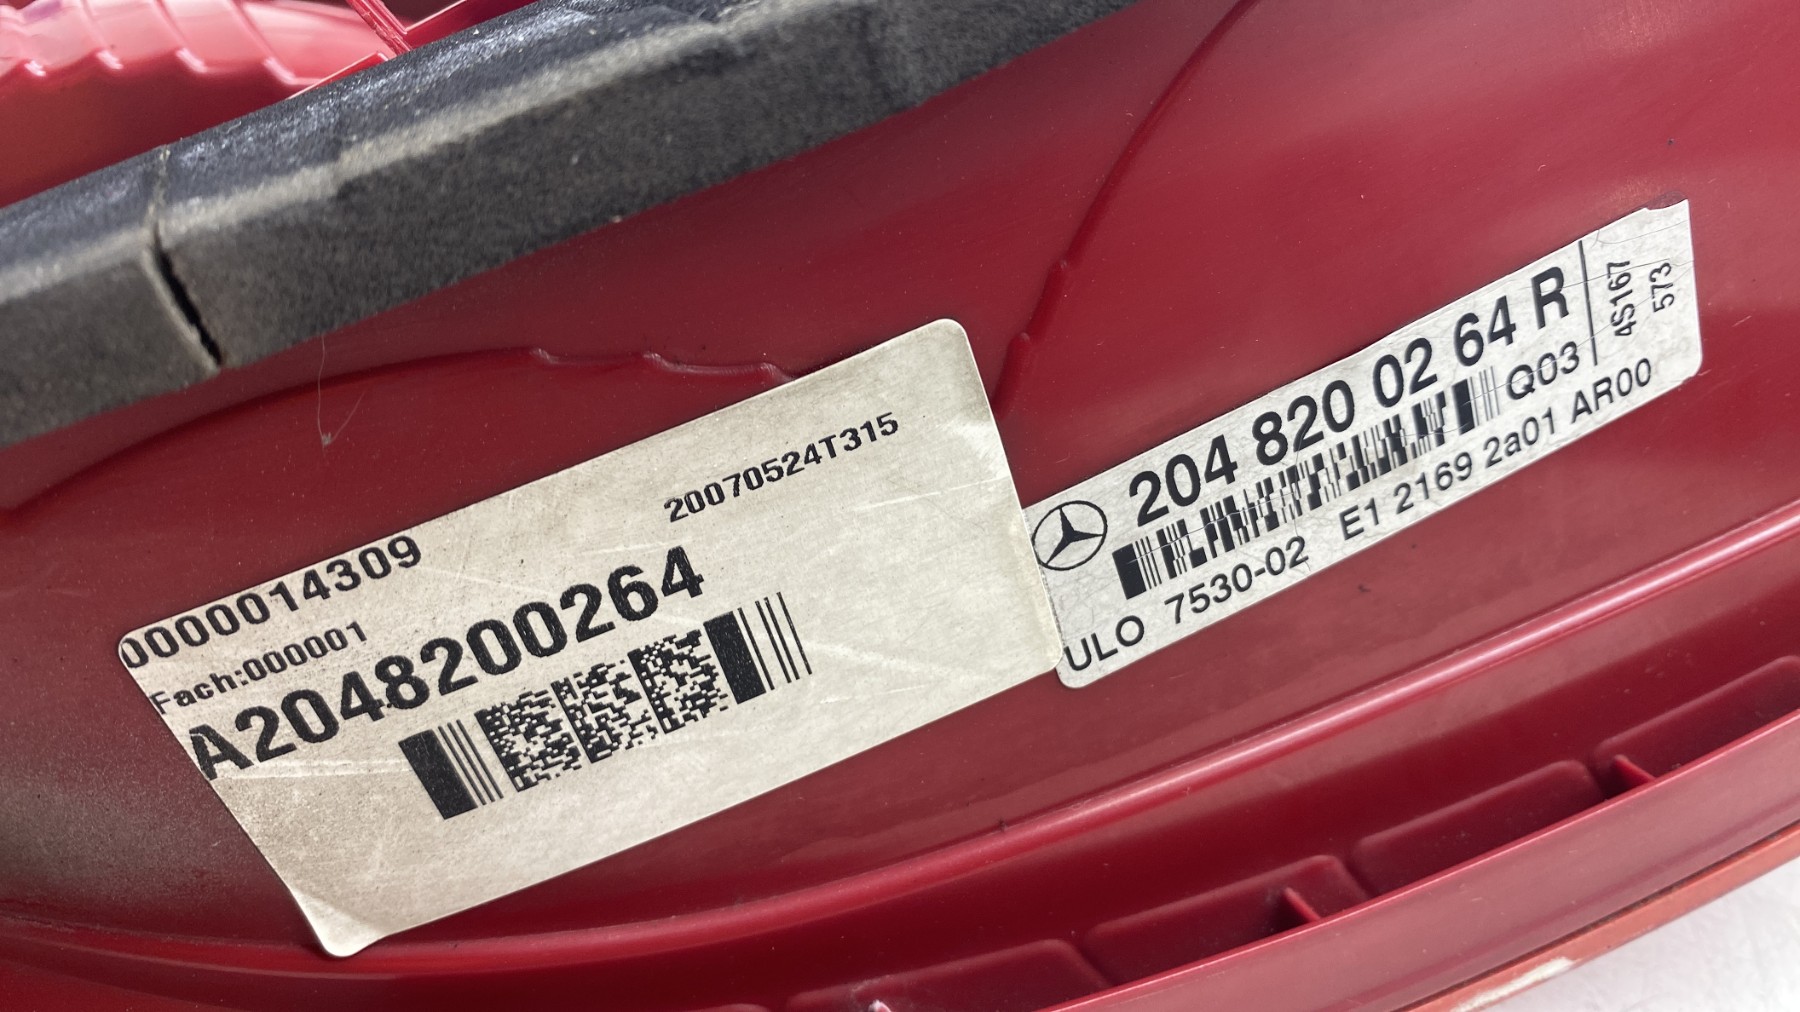 0000014309
20070524T315
Fach:000001
A2048200264
204 820 02 64 R
Q03
ULO 7530-02 E1 2169 2a01 AR00
4S167
573